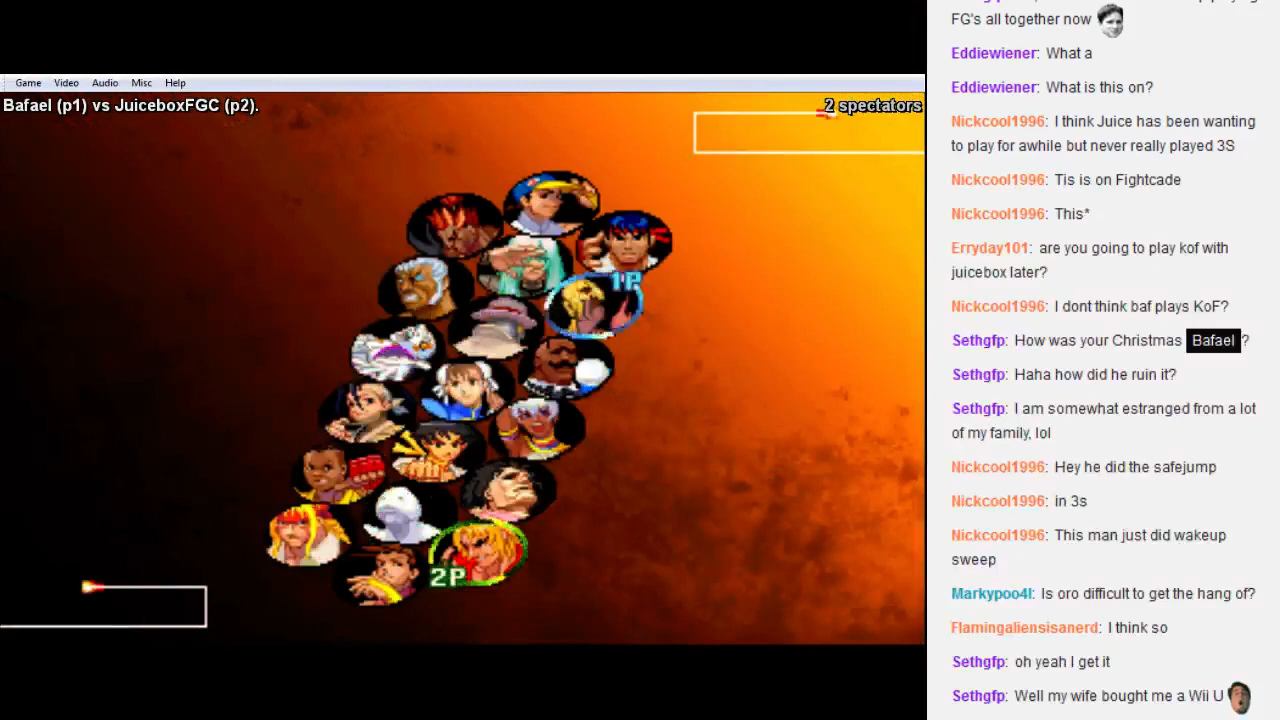 Game Video Audio Misc Help
Bafael (p1) vs JuiceboxFGC (p2).
2 spectators
1P
2P
FG's all together now
Eddiewiener: What a
Eddiewiener: What is this on?
Nickcool1996: I think Juice has been wanting
to play for awhile but never really played 3S
Nickcool1996: Tis is on Fightcade
Nickcool1996: This*
Erryday101: are you going to play kof with
juicebox later?
Nickcool1996: I dont think baf plays KoF?
Sethgfp: How was your Christmas Bafael ?
Sethgfp: Haha how did he ruin it?
Sethgfp: I am somewhat estranged from a lot
of my family, lol
Nickcool1996: Hey he did the safejump
Nickcool1996: in 3s
Nickcool1996: This man just did wakeup
sweep
Markypoo4l: Is oro difficult to get the hang of?
Flamingaliensisanerd: I think so
Sethgfp: oh yeah I get it
Sethgfp: Well my wife bought me a Wii U